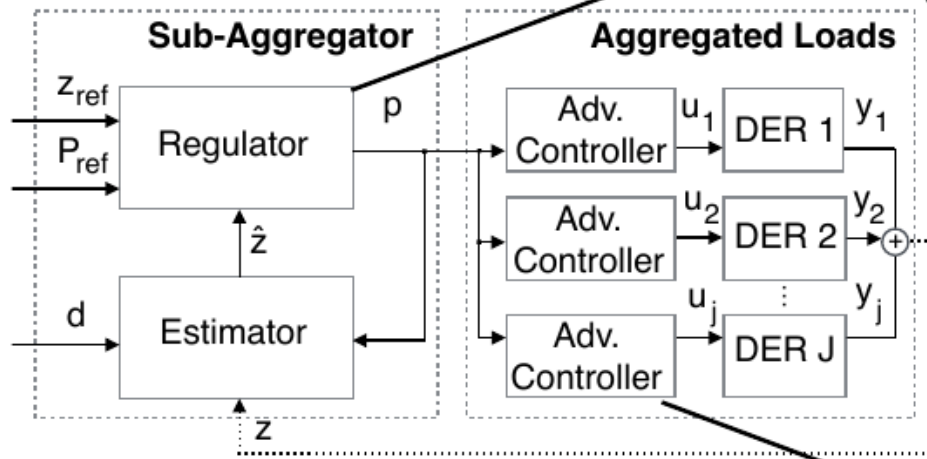 Sub-Aggregator
z_ref
P_ref
Regulator
p
ẑ
d
Estimator
z
Aggregated Loads
Adv.
Controller
u_1
DER 1
y_1
Adv.
Controller
u_2
DER 2
y_2
⋮
Adv.
Controller
u_j
DER J
y_j
+